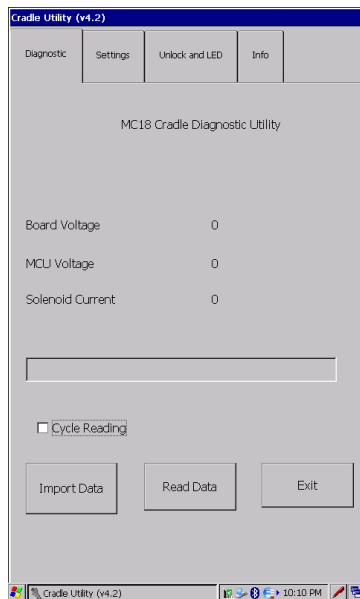 Cradle Utility (v4.2)
Diagnostic Settings Unlock and LED Info
MC18 Cradle Diagnostic Utility
Board Voltage 0
MCU Voltage 0
Solenoid Current 0
Cycle Reading
Import Data Read Data Exit
Cradle Utility (v4.2) 10:10 PM